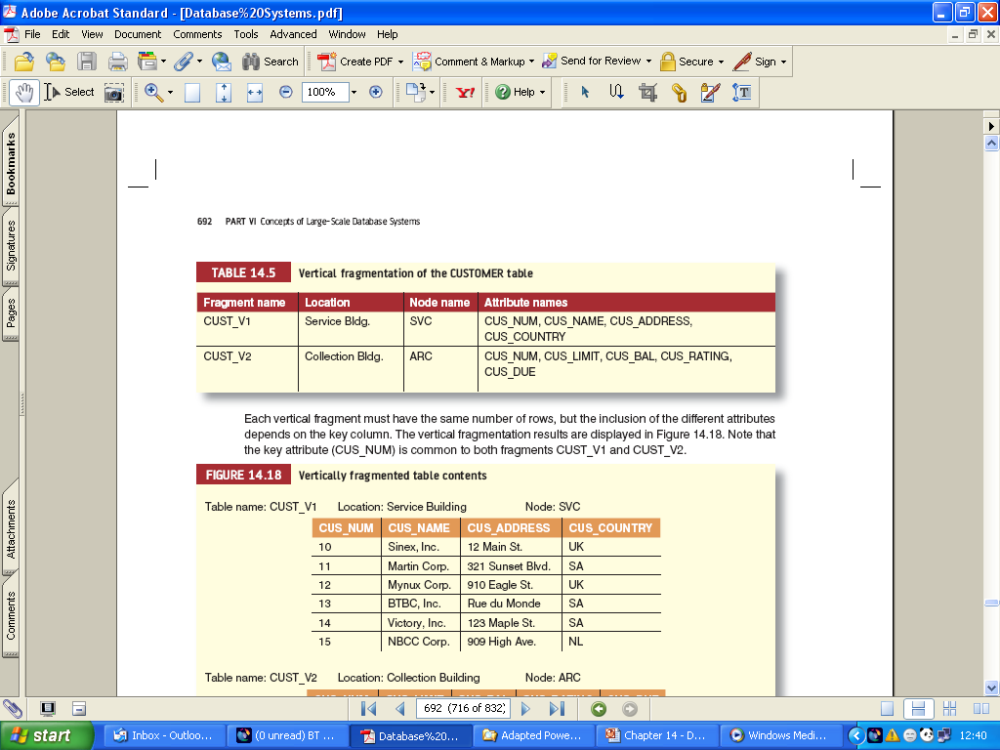 Adobe Acrobat Standard - [Database%20Systems.pdf]
File Edit View Document Comments Tools Advanced Window Help
Search Create PDF Comment & Markup Send for Review Secure Sign
Select 100% Y! Help
Bookmarks
Signatures
Pages
Attachments
Comments
692 PART VI Concepts of Large-Scale Database Systems
TABLE 14.5 Vertical fragmentation of the CUSTOMER table
Fragment name Location Node name Attribute names
CUST_V1 Service Bldg. SVC CUS_NUM, CUS_NAME, CUS_ADDRESS,
CUS_COUNTRY
CUST_V2 Collection Bldg. ARC CUS_NUM, CUS_LIMIT, CUS_BAL, CUS_RATING,
CUS_DUE
Each vertical fragment must have the same number of rows, but the inclusion of the different attributes
depends on the key column. The vertical fragmentation results are displayed in Figure 14.18. Note that
the key attribute (CUS_NUM) is common to both fragments CUST_V1 and CUST_V2.
FIGURE 14.18 Vertically fragmented table contents
Table name: CUST_V1 Location: Service Building Node: SVC
CUS_NUM CUS_NAME CUS_ADDRESS CUS_COUNTRY
10 Sinex, Inc. 12 Main St. UK
11 Martin Corp. 321 Sunset Blvd. SA
12 Mynux Corp. 910 Eagle St. UK
13 BTBC, Inc. Rue du Monde SA
14 Victory, Inc. 123 Maple St. SA
15 NBCC Corp. 909 High Ave. NL
Table name: CUST_V2 Location: Collection Building Node: ARC
692 (716 of 832)
start Inbox - Outloo... (0 unread) BT ... Database%20... Adapted Powe... Chapter 14 - D... Windows Medi... 12:40